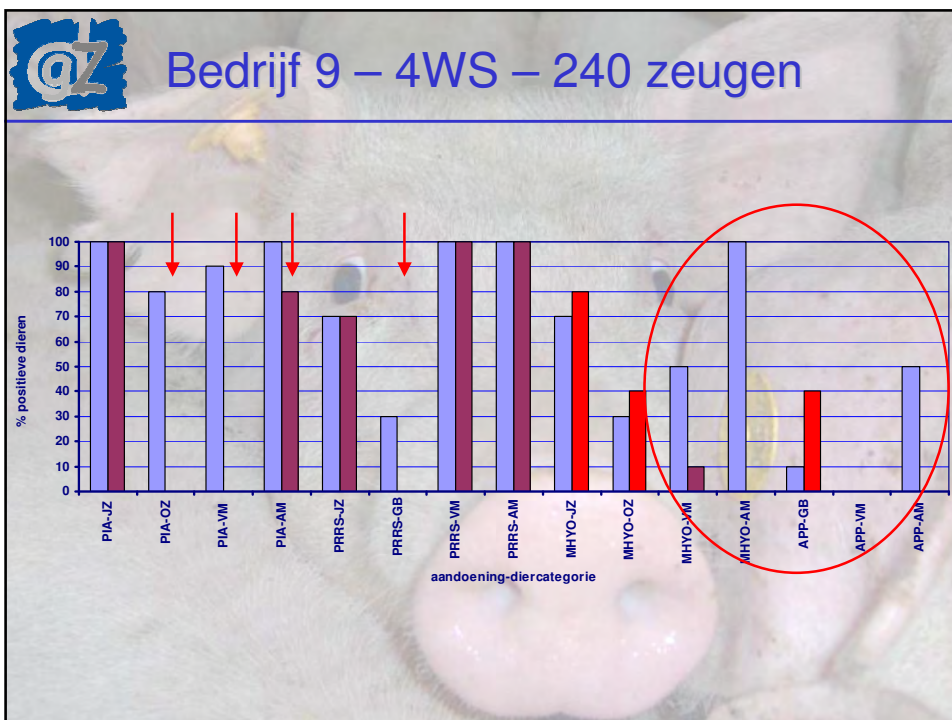 @Z
Bedrijf 9 – 4WS – 240 zeugen
% positieve dieren
100
90
80
70
60
50
40
30
20
10
0
PIA-JZ
PIA-OZ
PIA-VM
PIA-AM
PRRS-JZ
PRRS-GB
PRRS-VM
PRRS-AM
MHYO-JZ
MHYO-OZ
MHYO-VM
MHYO-AM
APP-GB
APP-VM
APP-AM
aandoening-diercategorie